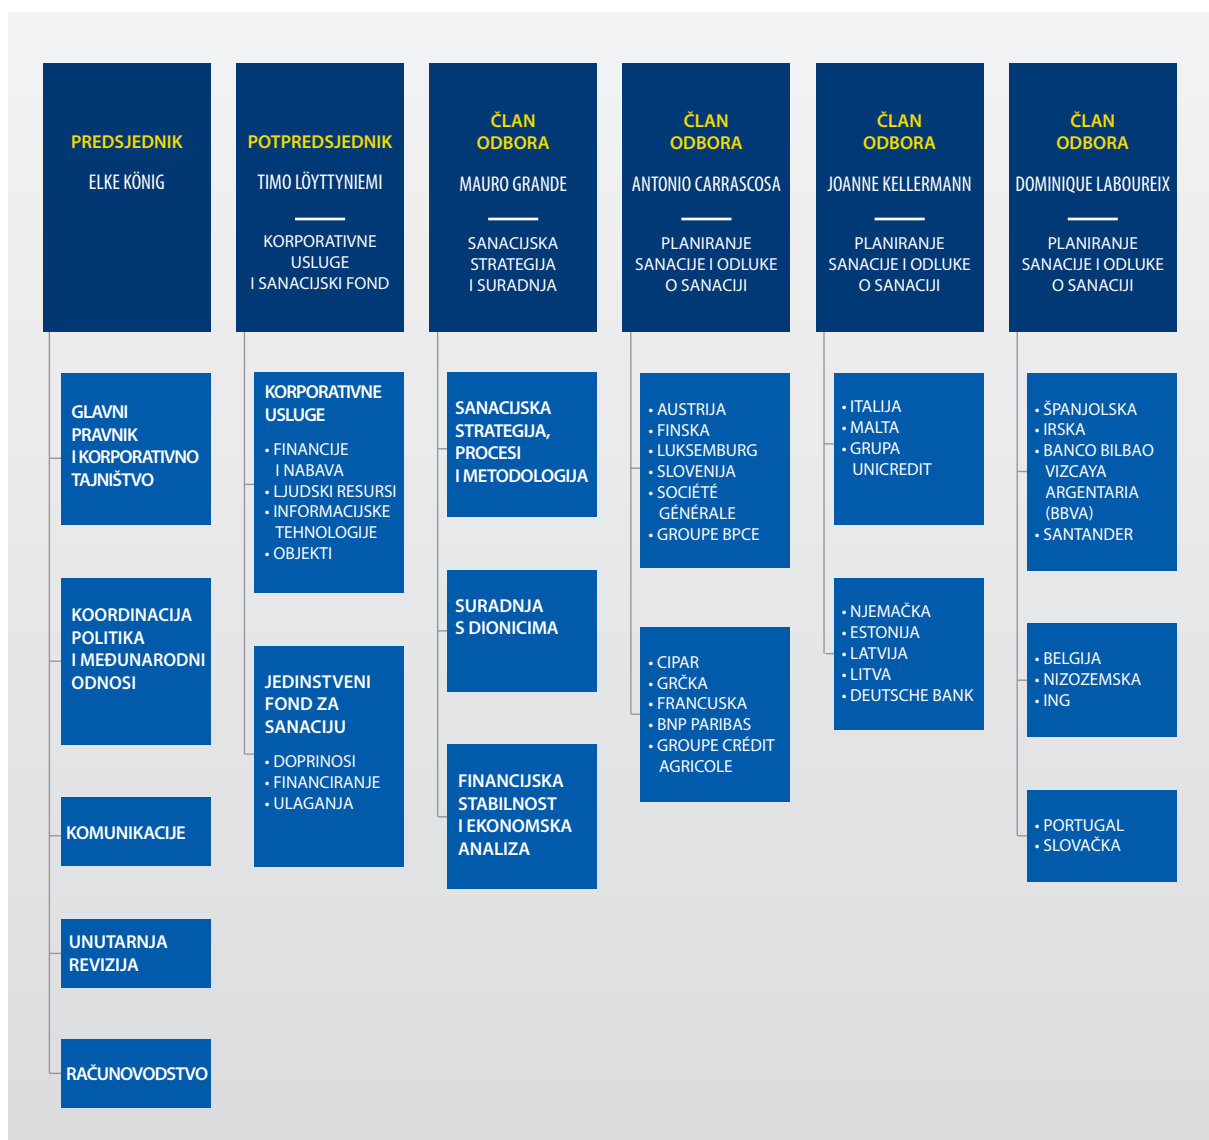 PREDSJEDNIK
ELKE KÖNIG
GLAVNI
PRAVNIK
I KORPORATIVNO
TAJNIŠTVO
KOORDINACIJA
POLITIKA
I MEĐUNARODNI
ODNOSI
KOMUNIKACIJE
UNUTARNJA
REVIZIJA
RAČUNOVODSTVO
POTPREDSJEDNIK
TIMO LÖYTTYNIEMI
KORPORATIVNE
USLUGE
I SANACIJSKI FOND
KORPORATIVNE
USLUGE
• FINANCIJE
I NABAVA
• LJUDSKI RESURSI
• INFORMACIJSKE
TEHNOLOGIJE
• OBJEKTI
JEDINSTVENI
FOND ZA
SANACIJU
• DOPRINOSI
• FINANCIRANJE
• ULAGANJA
ČLAN
ODBORA
MAURO GRANDE
SANACIJSKA
STRATEGIJA
I SURADNJA
SANACIJSKA
STRATEGIJA,
PROCESI
I METODOLOGIJA
SURADNJA
S DIONICIMA
FINANCIJSKA
STABILNOST
I EKONOMSKA
ANALIZA
ČLAN
ODBORA
ANTONIO CARRASCOSA
PLANIRANJE
SANACIJE I ODLUKE
O SANACIJI
• AUSTRIJA
• FINSKA
• LUKSEMBURG
• SLOVENIJA
• SOCIÉTÉ
GÉNÉRALE
• GROUPE BPCE
• CIPAR
• GRČKA
• FRANCUSKA
• BNP PARIBAS
• GROUPE CRÉDIT
AGRICOLE
ČLAN
ODBORA
JOANNE KELLERMANN
PLANIRANJE
SANACIJE I ODLUKE
O SANACIJI
• ITALIJA
• MALTA
• GRUPA
UNICREDIT
• NJEMAČKA
• ESTONIJA
• LATVIJA
• LITVA
• DEUTSCHE BANK
ČLAN
ODBORA
DOMINIQUE LABOUREIX
PLANIRANJE
SANACIJE I ODLUKE
O SANACIJI
• ŠPANJOLSKA
• IRSKA
• BANCO BILBAO
VIZCAYA
ARGENTARIA
(BBVA)
• SANTANDER
• BELGIJA
• NIZOZEMSKA
• ING
• PORTUGAL
• SLOVAČKA